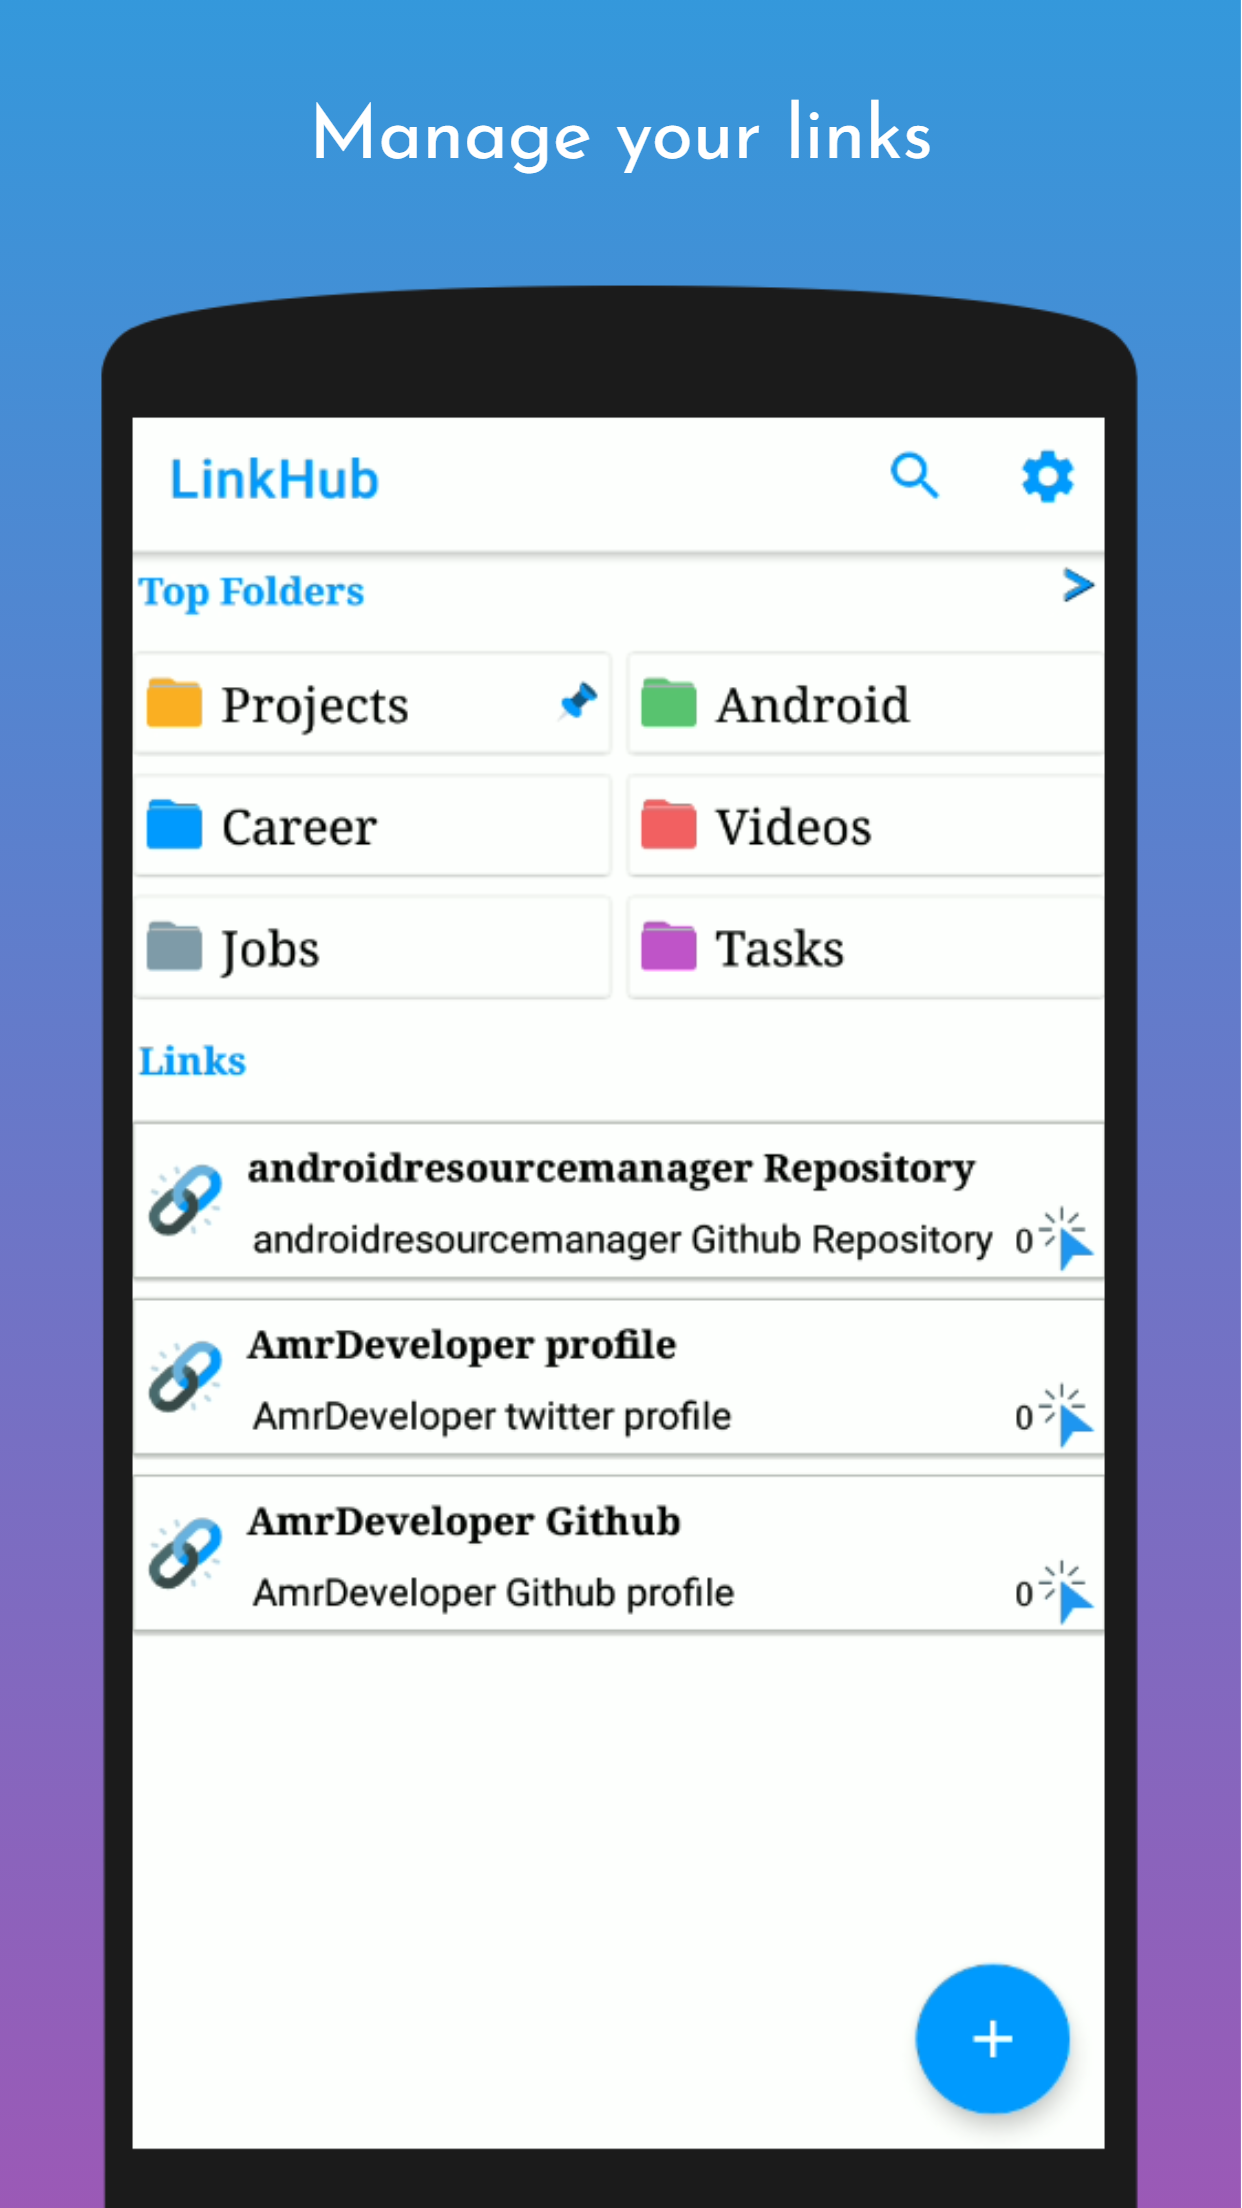 Manage your links
LinkHub
Top Folders
Projects
Android
Career
Videos
Jobs
Tasks
Links
androidresourcemanager Repository
androidresourcemanager Github Repository 0
AmrDeveloper profile
AmrDeveloper twitter profile 0
AmrDeveloper Github
AmrDeveloper Github profile 0